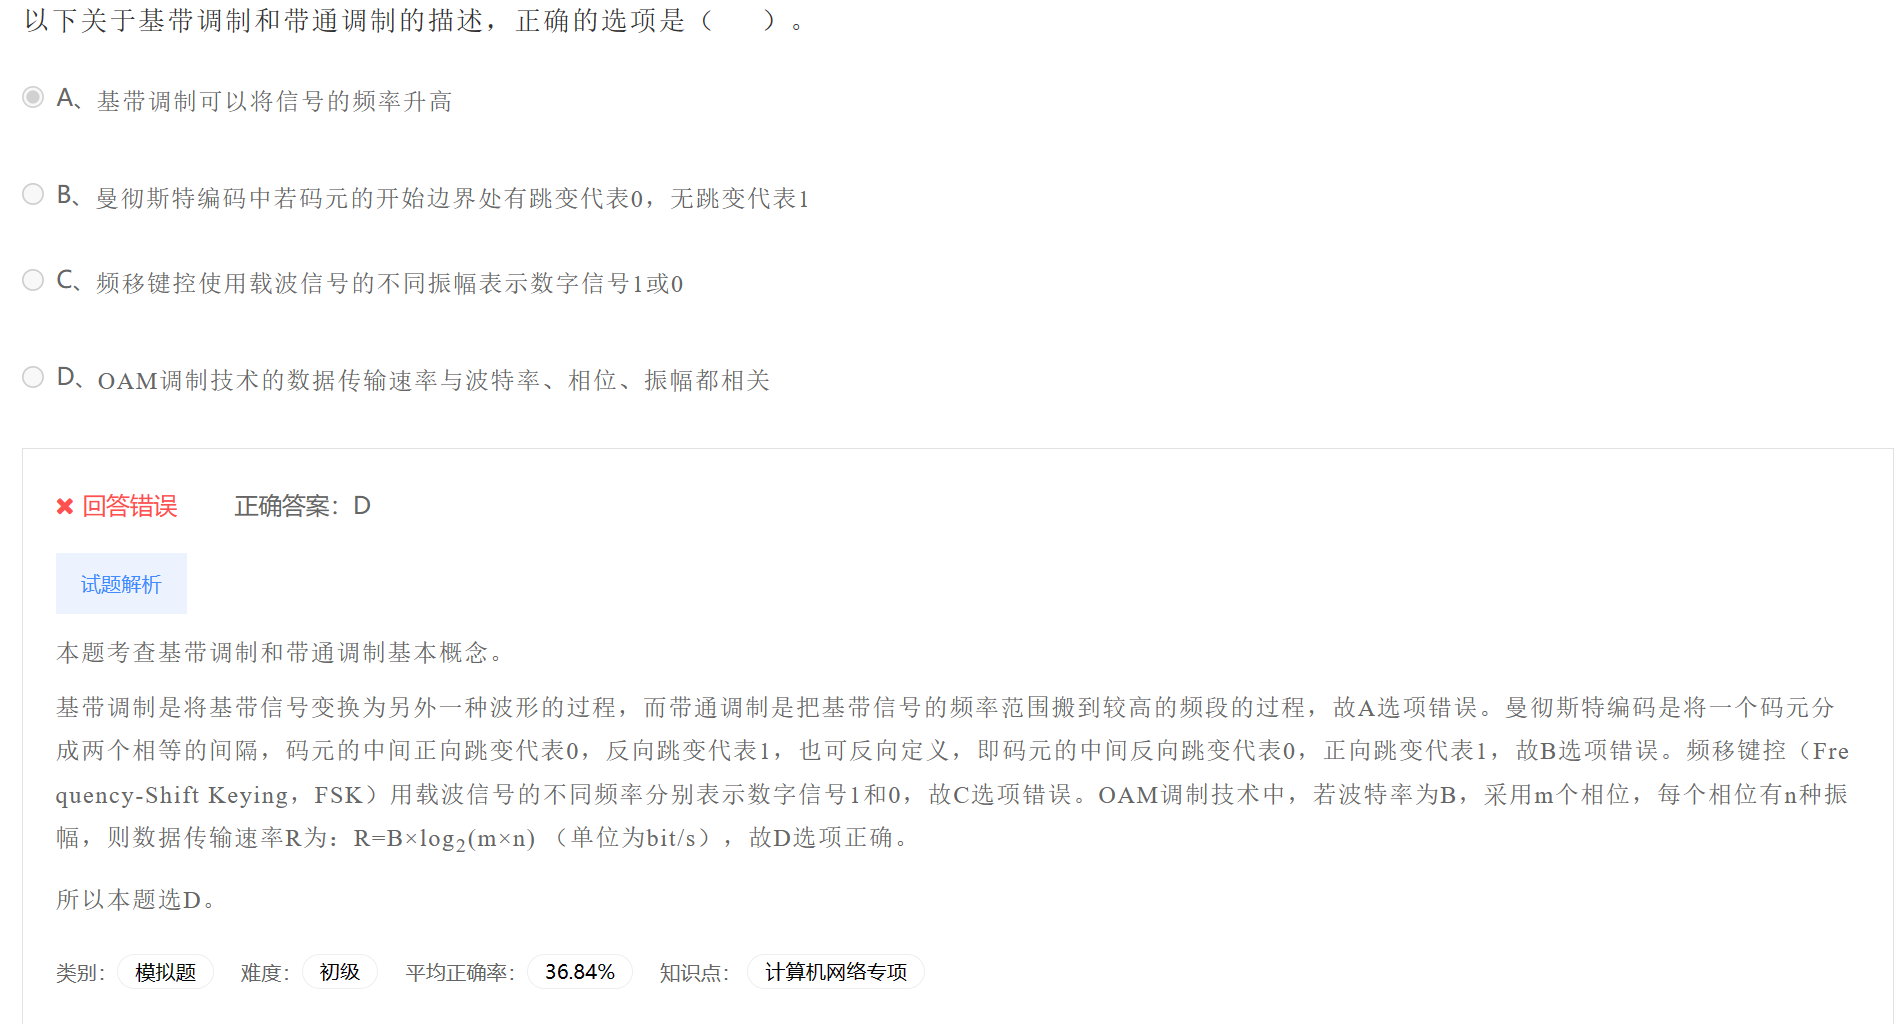 以下关于基带调制和带通调制的描述，正确的选项是（　　）。
A、基带调制可以将信号的频率升高
B、曼彻斯特编码中若码元的开始边界处有跳变代表0，无跳变代表1
C、频移键控使用载波信号的不同振幅表示数字信号1或0
D、OAM调制技术的数据传输速率与波特率、相位、振幅都相关
✖ 回答错误 正确答案：D
试题解析
本题考查基带调制和带通调制基本概念。
基带调制是将基带信号变换为另外一种波形的过程，而带通调制是把基带信号的频率范围搬到较高的频段的过程，故A选项错误。曼彻斯特编码是将一个码元分
成两个相等的间隔，码元的中间正向跳变代表0，反向跳变代表1，也可反向定义，即码元的中间反向跳变代表0，正向跳变代表1，故B选项错误。频移键控（Fre
quency-Shift Keying，FSK）用载波信号的不同频率分别表示数字信号1和0，故C选项错误。OAM调制技术中，若波特率为B，采用m个相位，每个相位有n种振
幅，则数据传输速率R为：R=B×log₂(m×n) （单位为bit/s），故D选项正确。
所以本题选D。
类别： 模拟题 难度： 初级 平均正确率： 36.84% 知识点： 计算机网络专项